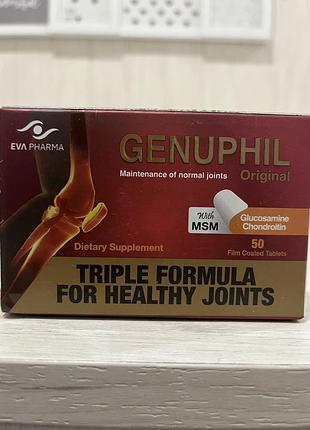 EVA PHARMA
GENUPHIL
Original
Maintenance of normal joints
With
MSM
Glucosamine
Chondroitin
Dietary Supplement
50
Film Coated Tablets
TRIPLE FORMULA
FOR HEALTHY JOINTS